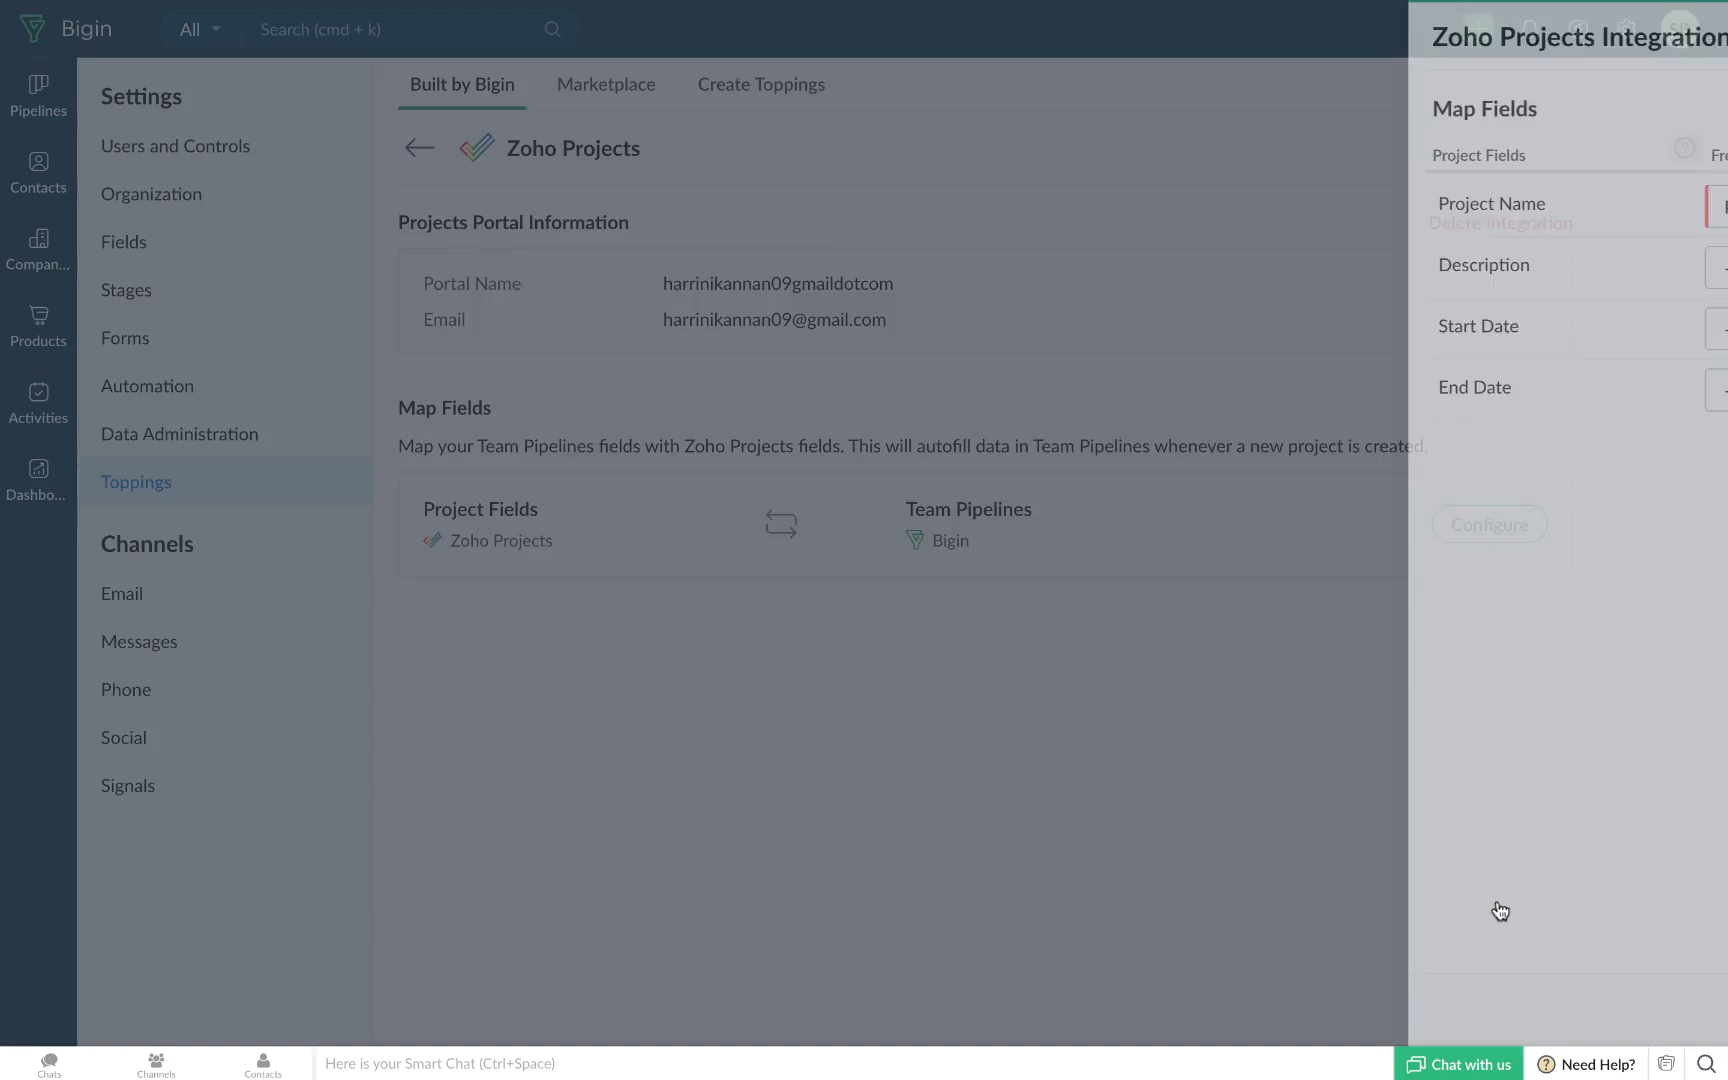 Bigin
All
Search (cmd + k)
Zoho Projects Integration
Pipelines
Contacts
Compan...
Products
Activities
Dashbo...
Settings
Users and Controls
Organization
Fields
Stages
Forms
Automation
Data Administration
Toppings
Channels
Email
Messages
Phone
Social
Signals
Built by Bigin
Marketplace
Create Toppings
Zoho Projects
Projects Portal Information
Portal Name
harrinikannan09gmaildotcom
Email
harrinikannan09@gmail.com
Map Fields
Map your Team Pipelines fields with Zoho Projects fields. This will autofill data in Team Pipelines whenever a new project is created.
Project Fields
Zoho Projects
Team Pipelines
Bigin
Map Fields
Project Fields
Project Name
Delete Integration
Description
Start Date
End Date
Configure
Chats
Channels
Contacts
Here is your Smart Chat (Ctrl+Space)
Chat with us
Need Help?